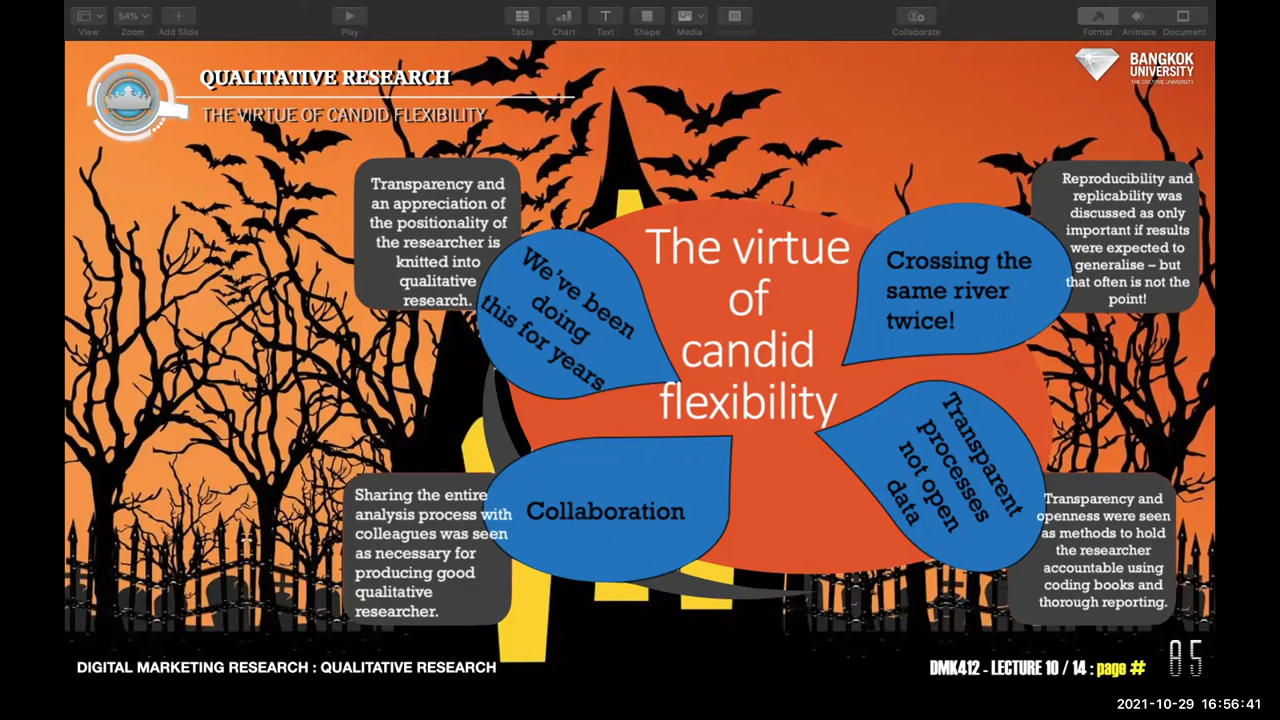 54%
View
Zoom
Add Slide
Play
Table
Chart
Text
Shape
Media
Comment
Collaborate
Format
Animate
Document
QUALITATIVE RESEARCH
THE VIRTUE OF CANDID FLEXIBILITY
BANGKOK
UNIVERSITY
THE CREATIVE UNIVERSITY
Transparency and
an appreciation of
the positionality of
the researcher is
knitted into
qualitative
research.
We've been
doing
this for years
The virtue
of
candid
flexibility
Crossing the
same river
twice!
Reproducibility and
replicability was
discussed as only
important if results
were expected to
generalise – but
that often is not the
point!
Sharing the entire
analysis process with
colleagues was seen
as necessary for
producing good
qualitative
researcher.
Collaboration
Transparent
processes
not open
data
Transparency and
openness were seen
as methods to hold
the researcher
accountable using
coding books and
thorough reporting.
DIGITAL MARKETING RESEARCH : QUALITATIVE RESEARCH
DMK412 - LECTURE 10 / 14 : page # 85
2021-10-29 16:56:41